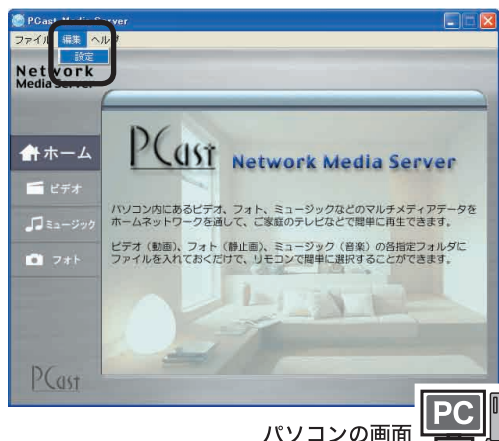 PCast Media Server
ファイル 編集 ヘルプ
設定
Network
Media Server
ホーム
ビデオ
ミュージック
フォト
PCast
PCast Network Media Server
パソコン内にあるビデオ、フォト、ミュージックなどのマルチメディアデータを
ホームネットワークを通して、ご家庭のテレビなどで簡単に再生できます。
ビデオ（動画）、フォト（静止画）、ミュージック（音楽）の各指定フォルダに
ファイルを入れておくだけで、リモコンで簡単に選択することができます。
パソコンの画面
PC